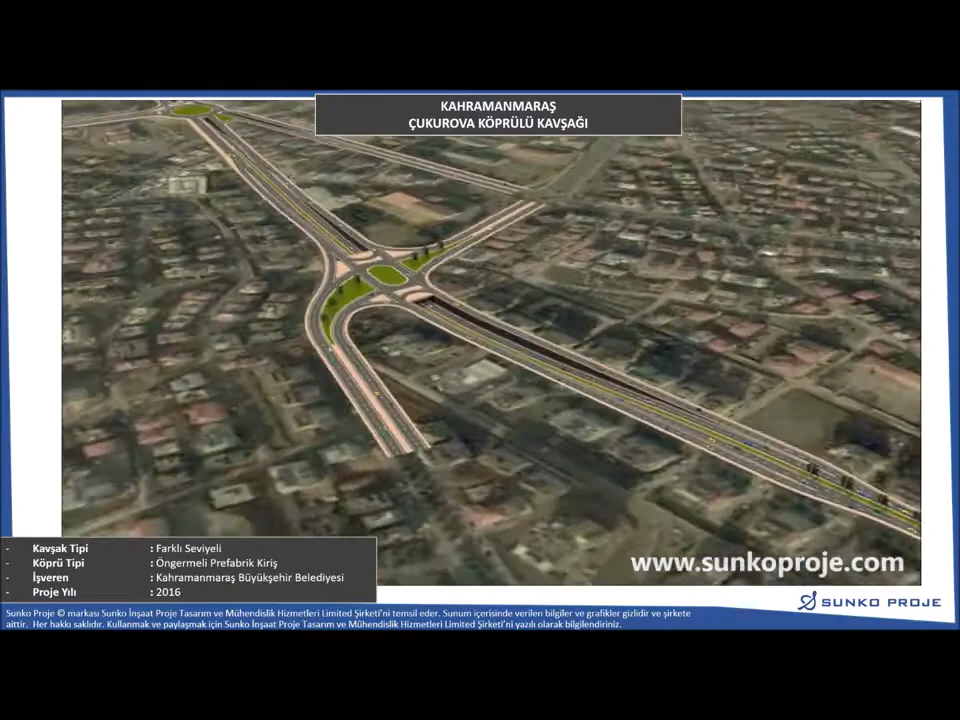 KAHRAMANMARAŞ
ÇUKUROVA KÖPRÜLÜ KAVŞAĞI
- Kavşak Tipi : Farklı Seviyeli
- Köprü Tipi : Öngermeli Prefabrik Kiriş
- İşveren : Kahramanmaraş Büyükşehir Belediyesi
- Proje Yılı : 2016
www.sunkoproje.com
SUNKO PROJE
Sunko Proje © markası Sunko İnşaat Proje Tasarım ve Mühendislik Hizmetleri Limited Şirketi'ni temsil eder. Sunum içerisinde verilen bilgiler ve grafikler gizlidir ve şirkete
aittir. Her hakkı saklıdır. Kullanmak ve paylaşmak için Sunko İnşaat Proje Tasarım ve Mühendislik Hizmetleri Limited Şirketi'ni yazılı olarak bilgilendiriniz.